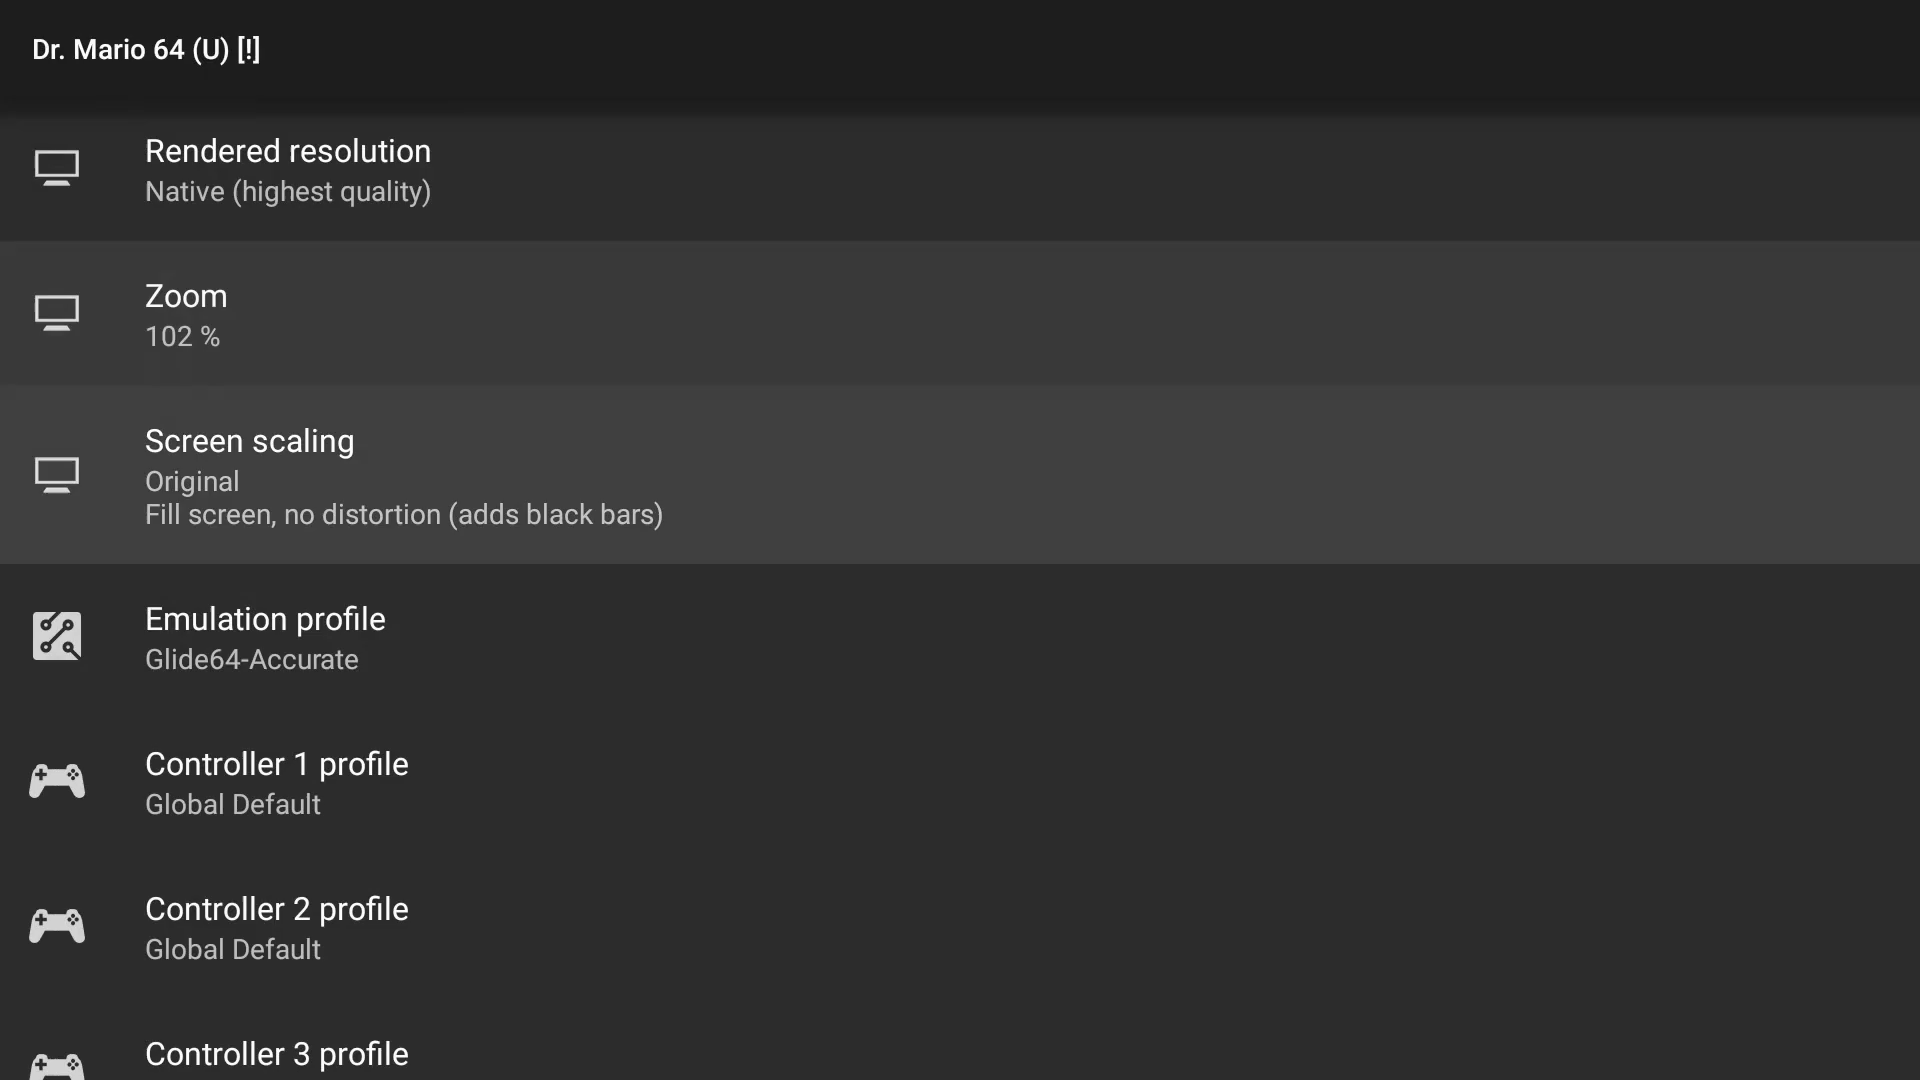 Dr. Mario 64 (U) [!]
Rendered resolution
Native (highest quality)
Zoom
102 %
Screen scaling
Original
Fill screen, no distortion (adds black bars)
Emulation profile
Glide64-Accurate
Controller 1 profile
Global Default
Controller 2 profile
Global Default
Controller 3 profile